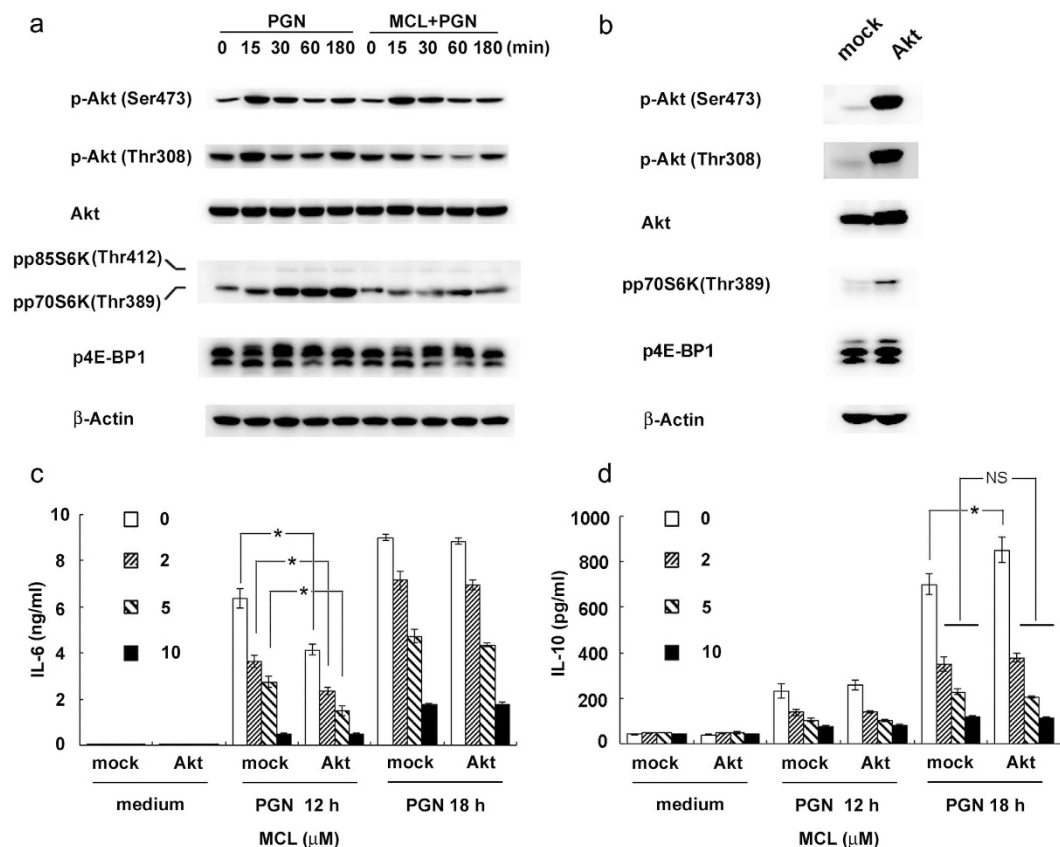 a
PGN MCL+PGN
0 15 30 60 180 0 15 30 60 180 (min)
p-Akt (Ser473)
p-Akt (Thr308)
Akt
pp85S6K(Thr412)
pp70S6K(Thr389)
p4E-BP1
β-Actin
b
mock Akt
p-Akt (Ser473)
p-Akt (Thr308)
Akt
pp70S6K(Thr389)
p4E-BP1
β-Actin
c
IL-6 (ng/ml)
10
8
6
4
2
0
0
2
5
10
* 
*
*
mock Akt mock Akt mock Akt
medium PGN 12 h PGN 18 h
MCL (μM)
d
IL-10 (pg/ml)
1000
800
600
400
200
0
0
2
5
10
NS
*
mock Akt mock Akt mock Akt
medium PGN 12 h PGN 18 h
MCL (μM)